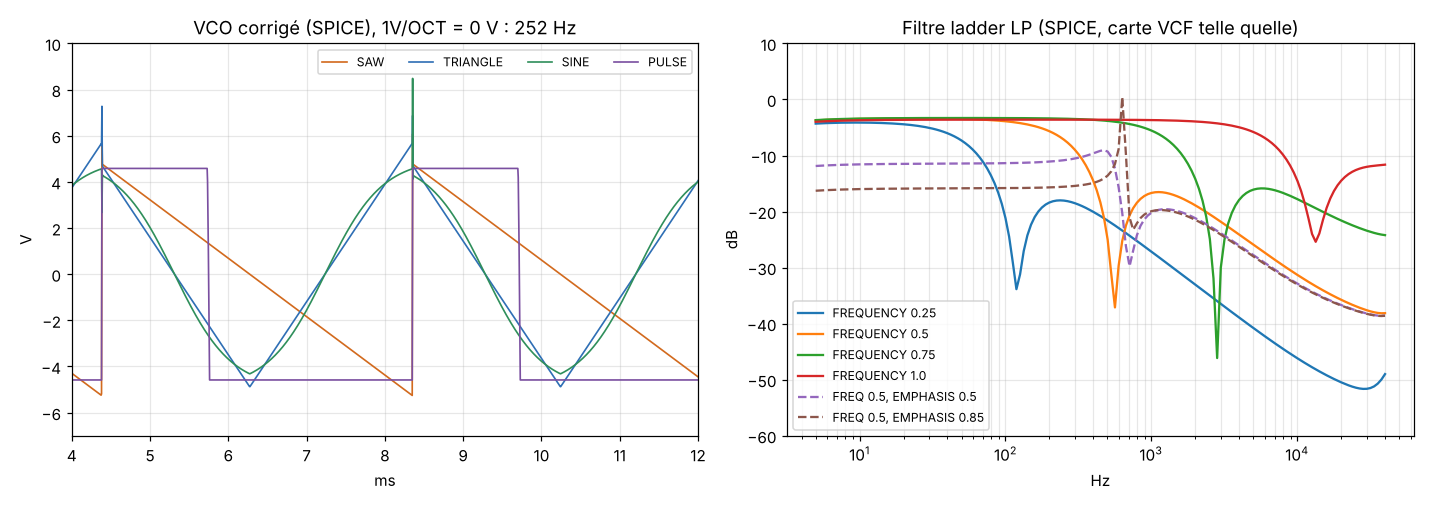 VCO corrigé (SPICE), 1V/OCT = 0 V : 252 Hz
SAW TRIANGLE SINE PULSE
10
8
6
4
2
0
−2
−4
−6
V
4 5 6 7 8 9 10 11 12
ms
Filtre ladder LP (SPICE, carte VCF telle quelle)
10
0
−10
−20
−30
−40
−50
−60
dB
FREQUENCY 0.25
FREQUENCY 0.5
FREQUENCY 0.75
FREQUENCY 1.0
FREQ 0.5, EMPHASIS 0.5
FREQ 0.5, EMPHASIS 0.85
10¹ 10² 10³ 10⁴
Hz